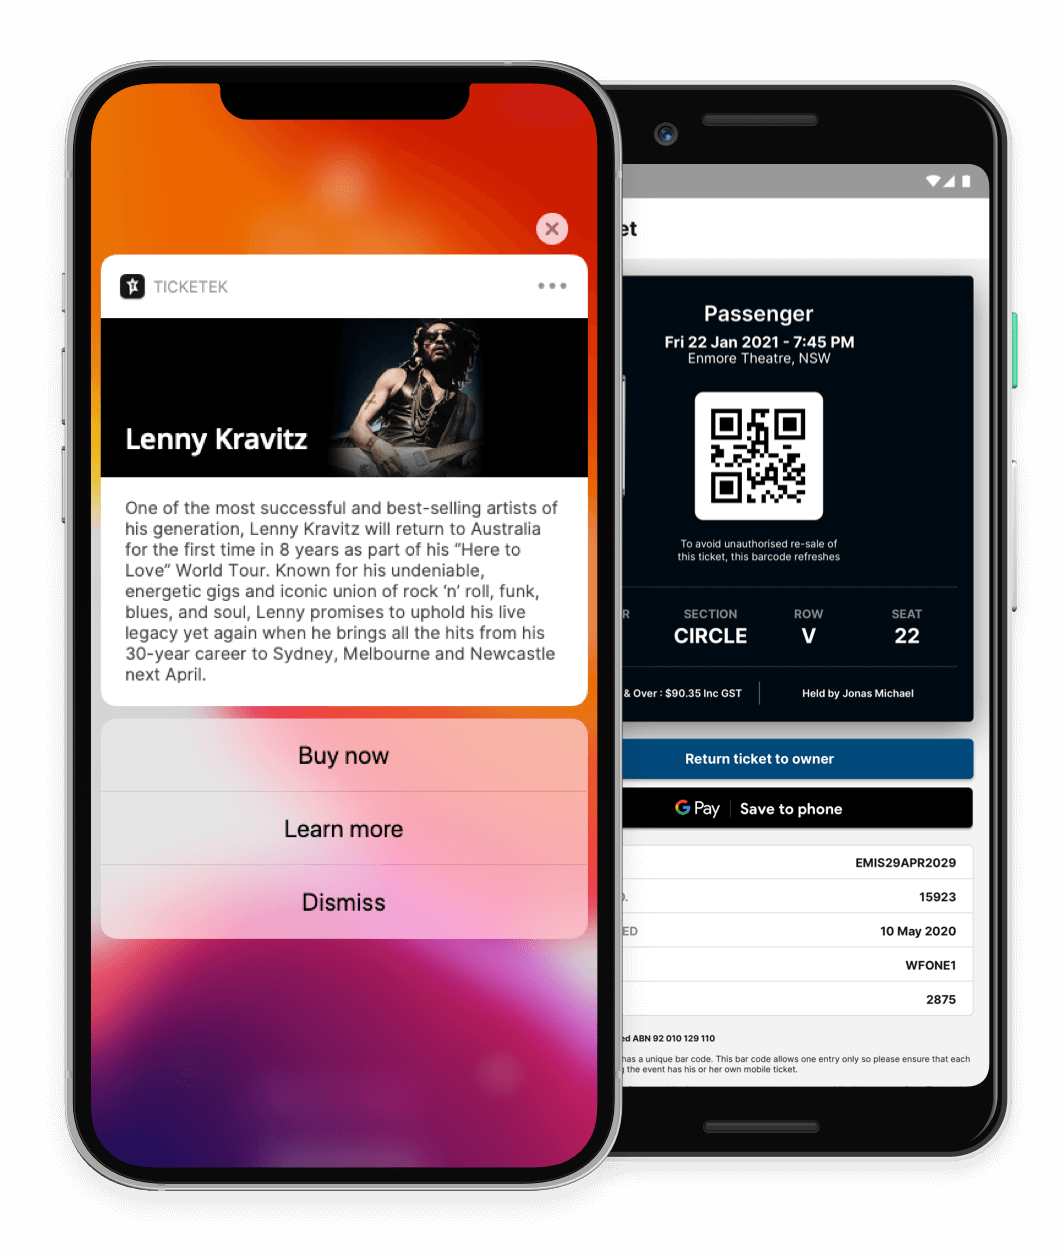 TICKETEK
Lenny Kravitz
One of the most successful and best-selling artists of
his generation, Lenny Kravitz will return to Australia
for the first time in 8 years as part of his “Here to
Love” World Tour. Known for his undeniable,
energetic gigs and iconic union of rock ‘n’ roll, funk,
blues, and soul, Lenny promises to uphold his live
legacy yet again when he brings all the hits from his
30-year career to Sydney, Melbourne and Newcastle
next April.
Buy now
Learn more
Dismiss
et
Passenger
Fri 22 Jan 2021 - 7:45 PM
Enmore Theatre, NSW
To avoid unauthorised re-sale of
this ticket, this barcode refreshes
R SECTION ROW SEAT
CIRCLE V 22
& Over : $90.35 Inc GST Held by Jonas Michael
Return ticket to owner
G Pay Save to phone
EMIS29APR2029
O. 15923
ED 10 May 2020
WFONE1
2875
ed ABN 92 010 129 110
has a unique bar code. This bar code allows one entry only so please ensure that each
g the event has his or her own mobile ticket.